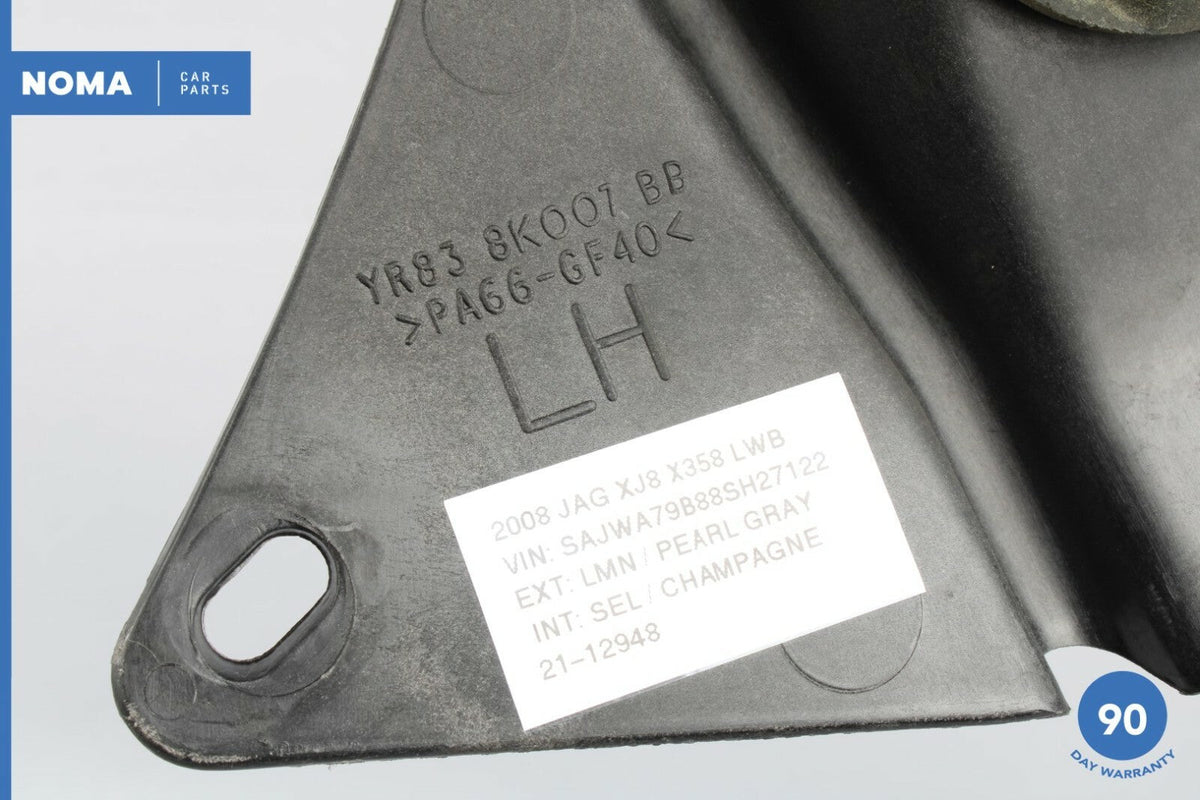 NOMA
CAR
PARTS
YR83 8K007 BB
>PA66-GF40<
LH
2008 JAG XJ8 X358 LWB
VIN: SAJWA79B88SH27122
EXT: LMN / PEARL GRAY
INT: SEL / CHAMPAGNE
21-12948
90
DAY WARRANTY